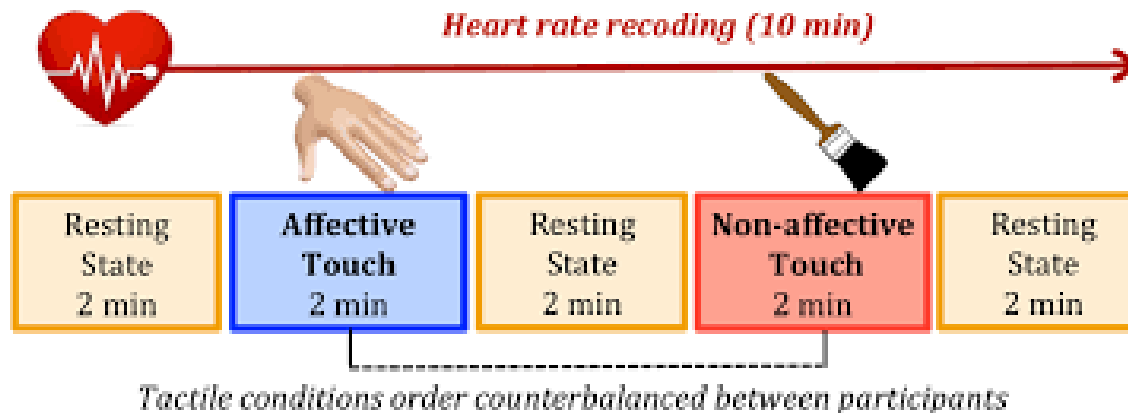 Heart rate recoding (10 min)
Resting
State
2 min
Affective
Touch
2 min
Resting
State
2 min
Non-affective
Touch
2 min
Resting
State
2 min
Tactile conditions order counterbalanced between participants